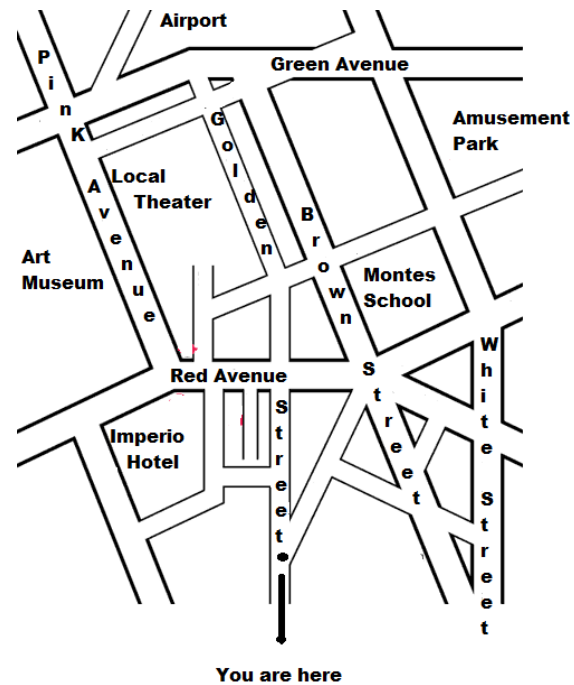 Airport
Green Avenue
Pink Avenue
Amusement
Park
Golden Street
Local
Theater
Brown Street
Art
Museum
Montes
School
White Street
Red Avenue
Imperio
Hotel
You are here